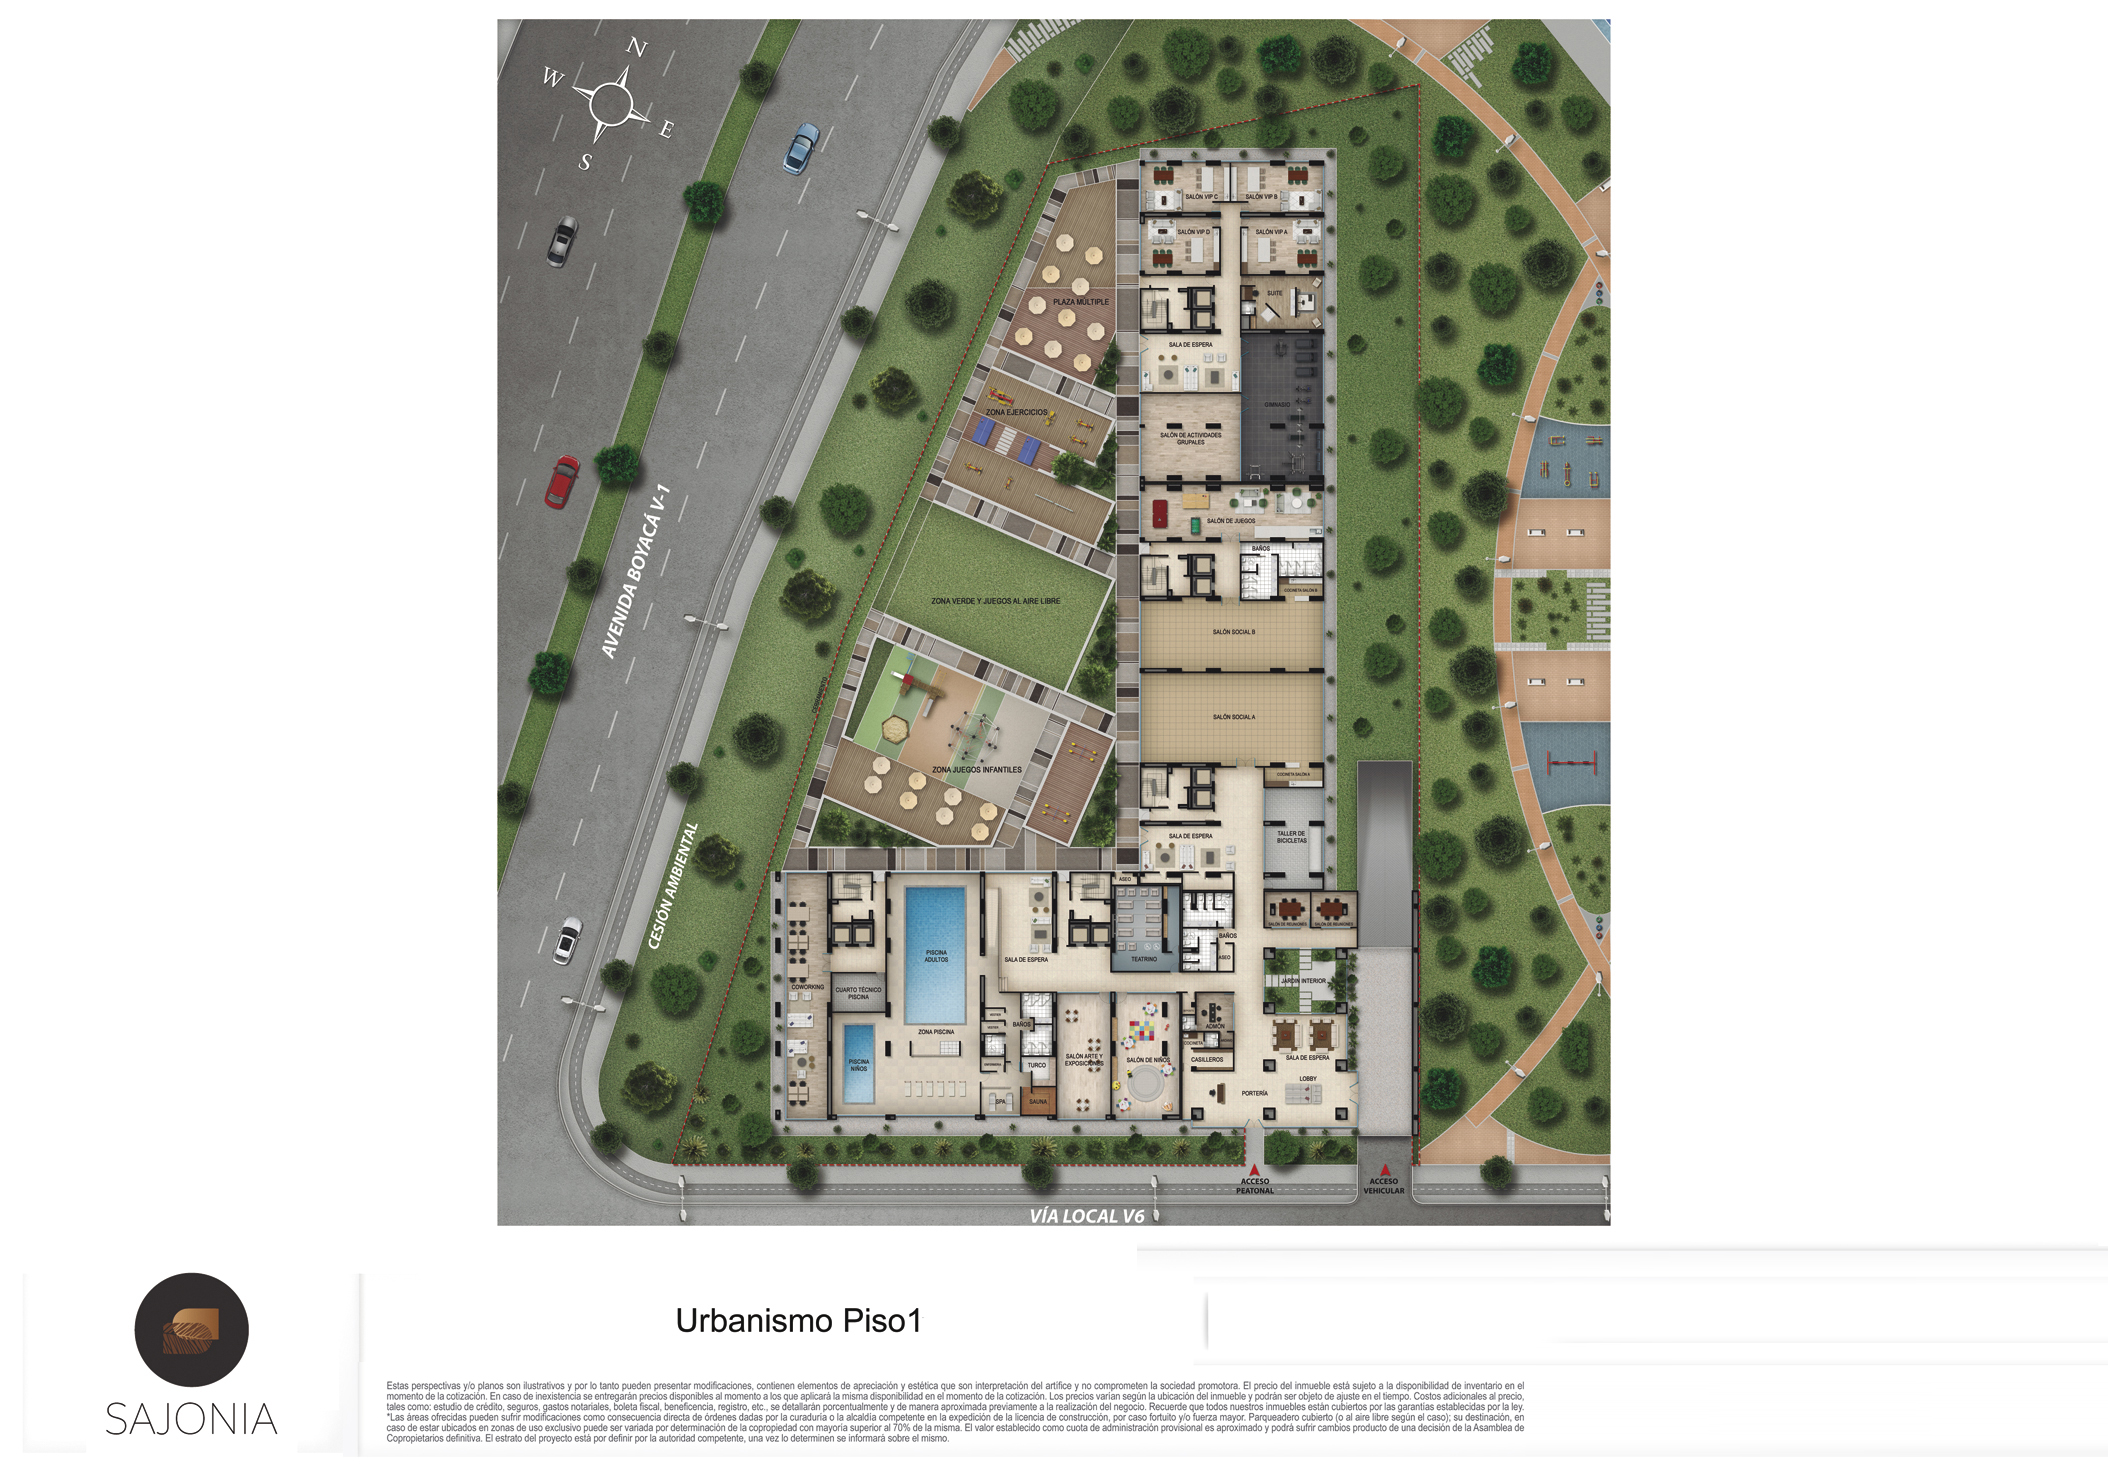 N
W
E
S
SALÓN VIP C
SALÓN VIP B
SALÓN VIP D
SALÓN VIP A
SUITE
PLAZA MÚLTIPLE
SALA DE ESPERA
GIMNASIO
ZONA EJERCICIOS
SALÓN DE ACTIVIDADES
GRUPALES
SALÓN DE JUEGOS
BAÑOS
COCINETA SALÓN B
AVENIDA BOYACÁ V-1
ZONA VERDE Y JUEGOS AL AIRE LIBRE
SALÓN SOCIAL B
CERRAMIENTO
SALÓN SOCIAL A
ZONA JUEGOS INFANTILES
COCINETA SALÓN A
SALA DE ESPERA
TALLER DE
BICICLETAS
CESIÓN AMBIENTAL
ASEO
SALÓN DE REUNIONES
SALÓN DE REUNIONES
BAÑOS
PISCINA
ADULTOS
SALA DE ESPERA
TEATRINO
ASEO
COWORKING
CUARTO TÉCNICO
PISCINA
JARDIN INTERIOR
VESTIER
VESTIER
BAÑOS
ZONA PISCINA
ADMÓN
COCINETA
PISCINA
NIÑOS
ENFERMERIA
TURCO
SALÓN ARTE Y
EXPOSICIONES
SALÓN DE NIÑOS
CASILLEROS
SALA DE ESPERA
LOBBY
SPA
SAUNA
PORTERÍA
ACCESO
PEATONAL
ACCESO
VEHICULAR
VÍA LOCAL V6
Urbanismo Piso1
SAJONIA
Estas perspectivas y/o planos son ilustrativos y por lo tanto pueden presentar modificaciones, contienen elementos de apreciación y estética que son interpretación del artífice y no comprometen la sociedad promotora. El precio del inmueble está sujeto a la disponibilidad de inventario en el
momento de la cotización. En caso de inexistencia se entregarán precios disponibles al momento a los que aplicará la misma disponibilidad en el momento de la cotización. Los precios varían según la ubicación del inmueble y podrán ser objeto de ajuste en el tiempo. Costos adicionales al precio,
tales como: estudio de crédito, seguros, gastos notariales, boleta fiscal, beneficencia, registro, etc., se detallarán porcentualmente y de manera aproximada previamente a la realización del negocio. Recuerde que todos nuestros inmuebles están cubiertos por las garantías establecidas por la ley.
*Las áreas ofrecidas pueden sufrir modificaciones como consecuencia directa de órdenes dadas por la curaduría o la alcaldía competente en la expedición de la licencia de construcción, por caso fortuito y/o fuerza mayor. Parqueadero cubierto (o al aire libre según el caso); su destinación, en
caso de estar ubicados en zonas de uso exclusivo puede ser variada por determinación de la copropiedad con mayoría superior al 70% de la misma. El valor establecido como cuota de administración provisional es aproximado y podrá sufrir cambios producto de una decisión de la Asamblea de
Copropietarios definitiva. El estrato del proyecto está por definir por la autoridad competente, una vez lo determinen se informará sobre el mismo.